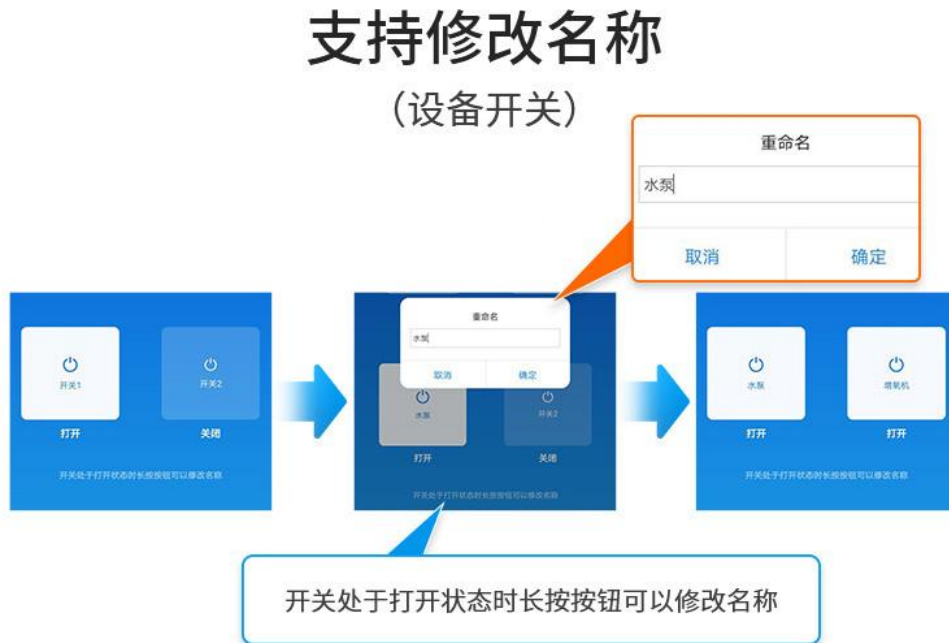 支持修改名称
（设备开关）
重命名
水泵
取消
确定
开关1
开关2
打开
关闭
开关处于打开状态时长按按钮可以修改名称
重命名
水泵
取消
确定
水泵
开关2
打开
关闭
开关处于打开状态时长按按钮可以修改名称
水泵
增氧机
打开
打开
开关处于打开状态时长按按钮可以修改名称
开关处于打开状态时长按按钮可以修改名称